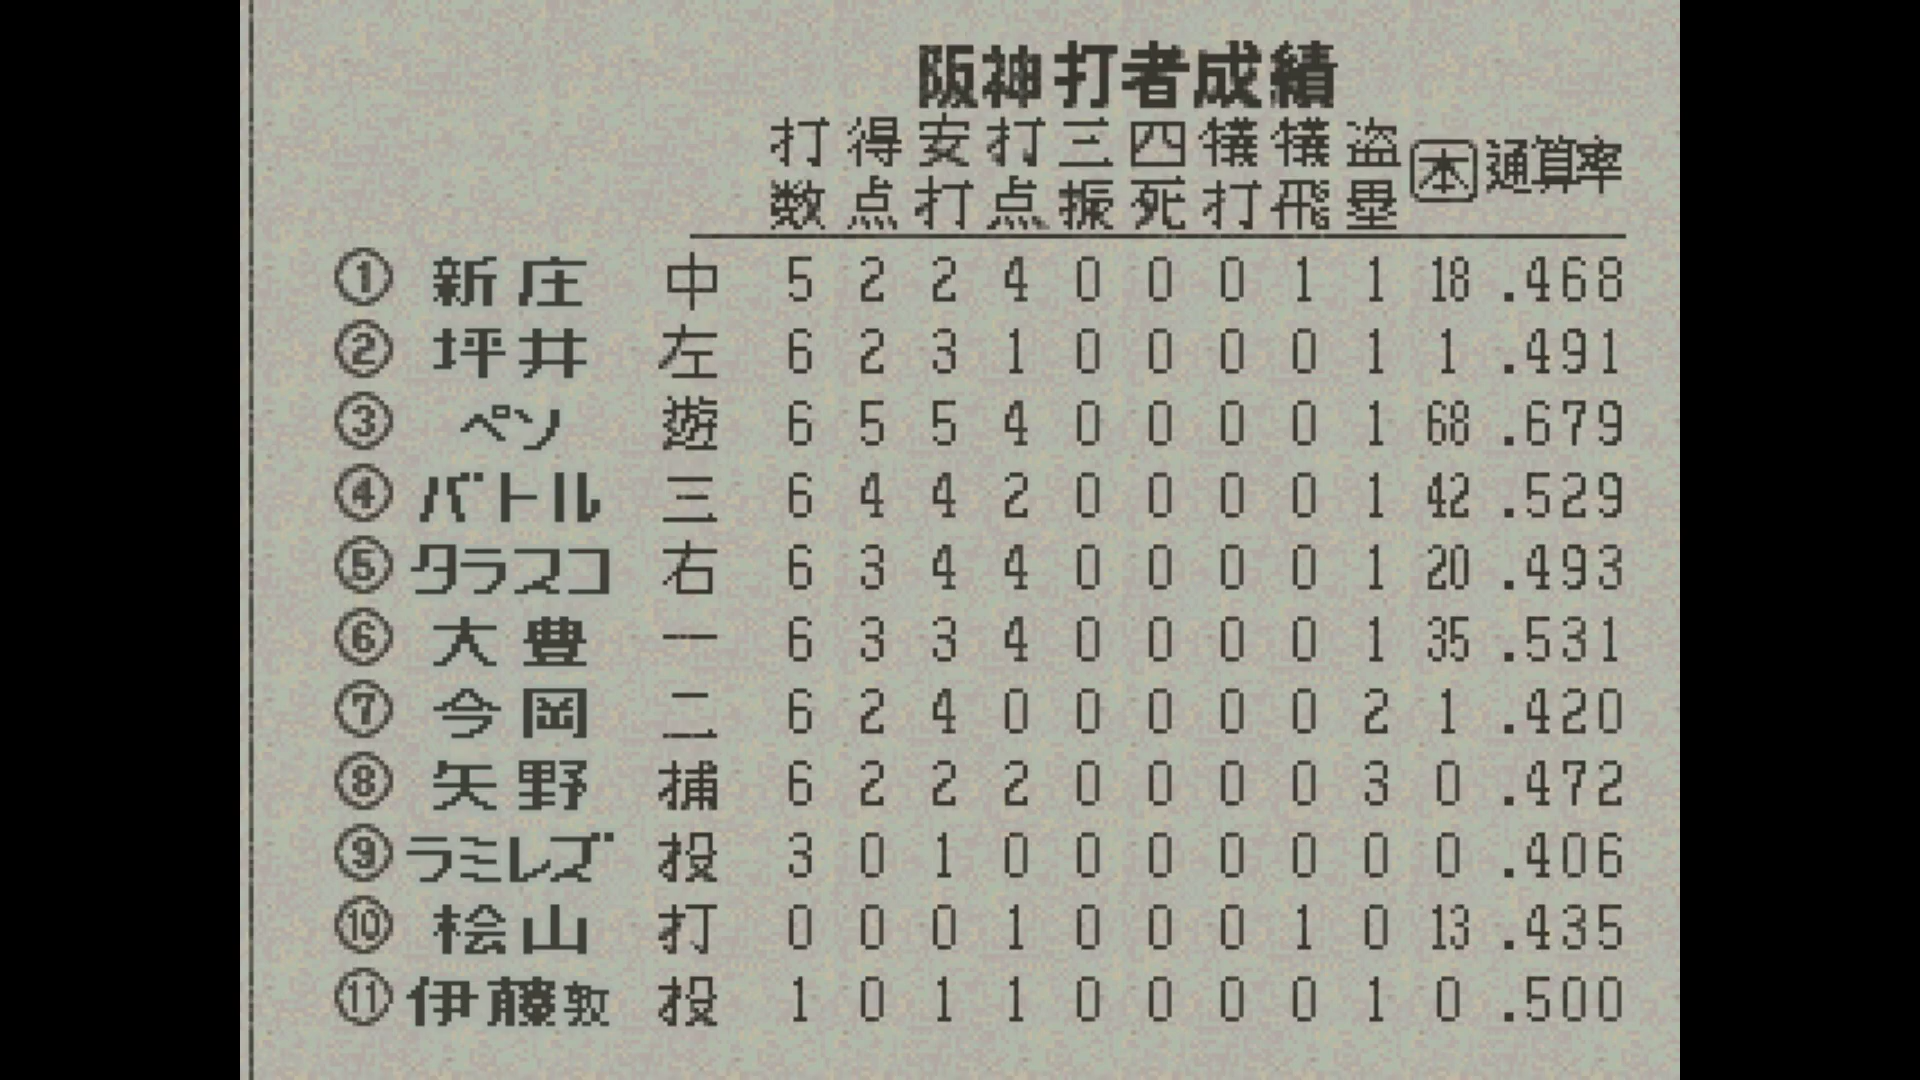 阪神打者成績
打数 得点 安打 打点 三振 四死 犠打 犠飛 盗塁 本 通算率
① 新庄 中 5 2 2 4 0 0 0 1 1 18 .468
② 坪井 左 6 2 3 1 0 0 0 0 1 1 .491
③ ペソ 遊 6 5 5 4 0 0 0 0 1 68 .679
④ バトル 三 6 4 4 2 0 0 0 0 1 42 .529
⑤ タラスコ 右 6 3 4 4 0 0 0 0 1 20 .493
⑥ 大豊 一 6 3 3 4 0 0 0 0 1 35 .531
⑦ 今岡 二 6 2 4 0 0 0 0 0 2 1 .420
⑧ 矢野 捕 6 2 2 2 0 0 0 0 3 0 .472
⑨ ラミレズ 投 3 0 1 0 0 0 0 0 0 0 .406
⑩ 桧山 打 0 0 0 1 0 0 0 1 0 13 .435
⑪ 伊藤敦 投 1 0 1 1 0 0 0 0 1 0 .500